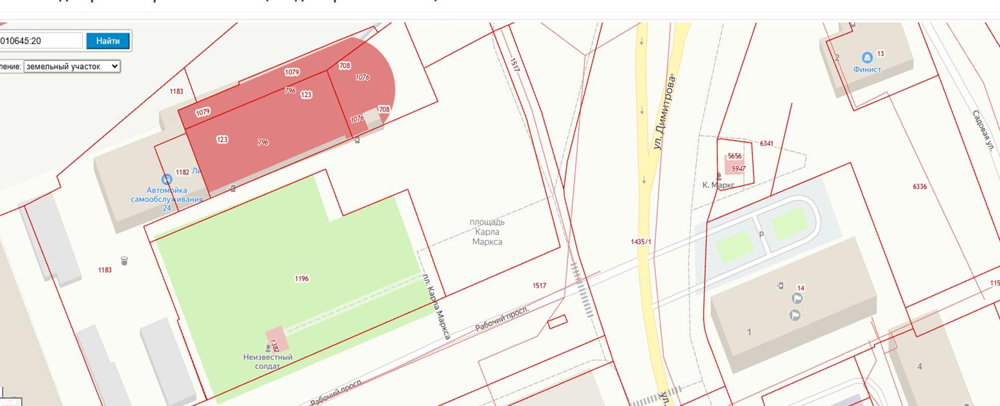 010645:20
Найти
ление:
земельный участок
1079
708
1076
796
123
1183
1079
1076
708
123
796
1182
Ли
Автомойка
самообслуживания
24
1183
1196
1382
Неизвестный
солдат
пл. Карла Маркса
площадь
Карла
Маркса
1517
1517
Рабочий просп.
Рабочий просп.
ул. Димитрова
1435/1
ул.
2
13
Финист
Садовая ул.
6341
5656
5947
К. Маркс
6336
P
14
1
115
4